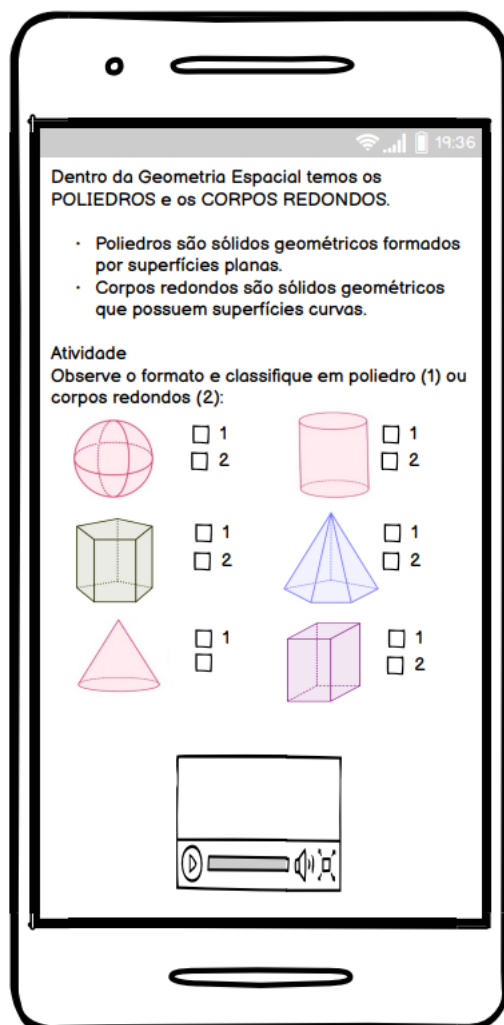 19:36
Dentro da Geometria Espacial temos os
POLIEDROS e os CORPOS REDONDOS.
· Poliedros são sólidos geométricos formados
por superfícies planas.
· Corpos redondos são sólidos geométricos
que possuem superfícies curvas.
Atividade
Observe o formato e classifique em poliedro (1) ou
corpos redondos (2):
1 1
2 2
1 1
2 2
1 1
2